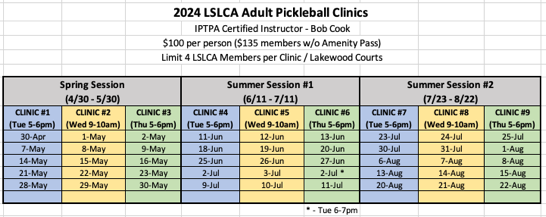 2024 LSLCA Adult Pickleball Clinics
IPTPA Certified Instructor - Bob Cook
$100 per person ($135 members w/o Amenity Pass)
Limit 4 LSLCA Members per Clinic / Lakewood Courts
Spring Session Summer Session #1 Summer Session #2
(4/30 - 5/30) (6/11 - 7/11) (7/23 - 8/22)
CLINIC #1 CLINIC #2 CLINIC #3 CLINIC #4 CLINIC #5 CLINIC #6 CLINIC #7 CLINIC #8 CLINIC #9
(Tue 5-6pm) (Wed 9-10am) (Thu 5-6pm) (Tue 5-6pm) (Wed 9-10am) (Thu 5-6pm) (Tue 5-6pm) (Wed 9-10am) (Thu 5-6pm)
30-Apr 1-May 2-May 11-Jun 12-Jun 13-Jun 23-Jul 24-Jul 25-Jul
7-May 8-May 9-May 18-Jun 19-Jun 20-Jun 30-Jul 31-Jul 1-Aug
14-May 15-May 16-May 25-Jun 26-Jun 27-Jun 6-Aug 7-Aug 8-Aug
21-May 22-May 23-May 2-Jul 3-Jul 2-Jul * 13-Aug 14-Aug 15-Aug
28-May 29-May 30-May 9-Jul 10-Jul 11-Jul 20-Aug 21-Aug 22-Aug
* - Tue 6-7pm